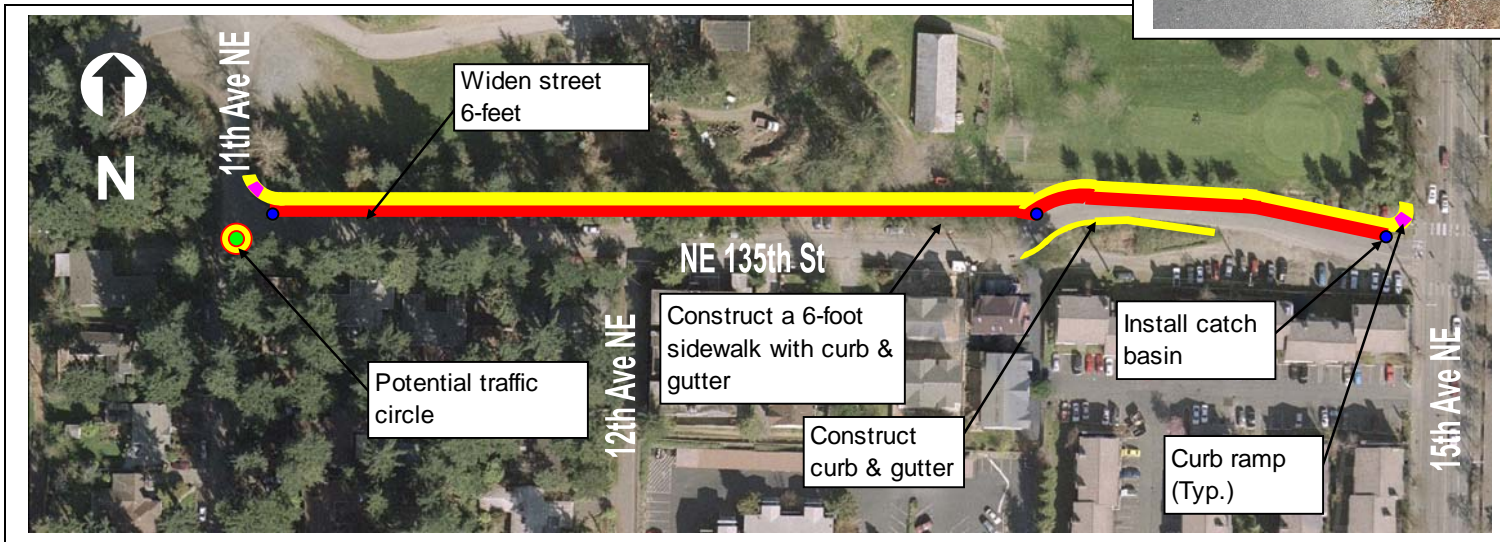 11th Ave NE
N
Widen street
6-feet
NE 135th St
Construct a 6-foot
sidewalk with curb &
gutter
12th Ave NE
Potential traffic
circle
Construct
curb & gutter
Install catch
basin
Curb ramp
(Typ.)
15th Ave NE